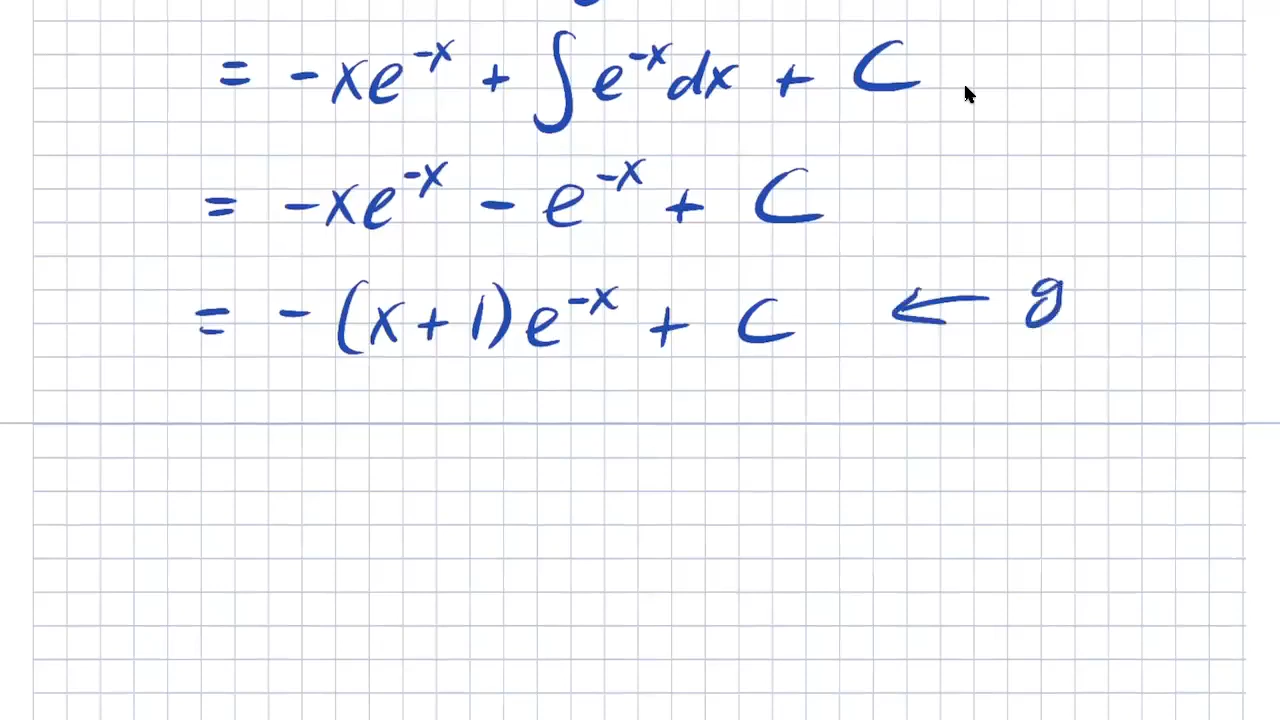 = -xe^{-x} + ∫ e^{-x} dx + C
= -xe^{-x} - e^{-x} + C
= -(x+1)e^{-x} + C ← g